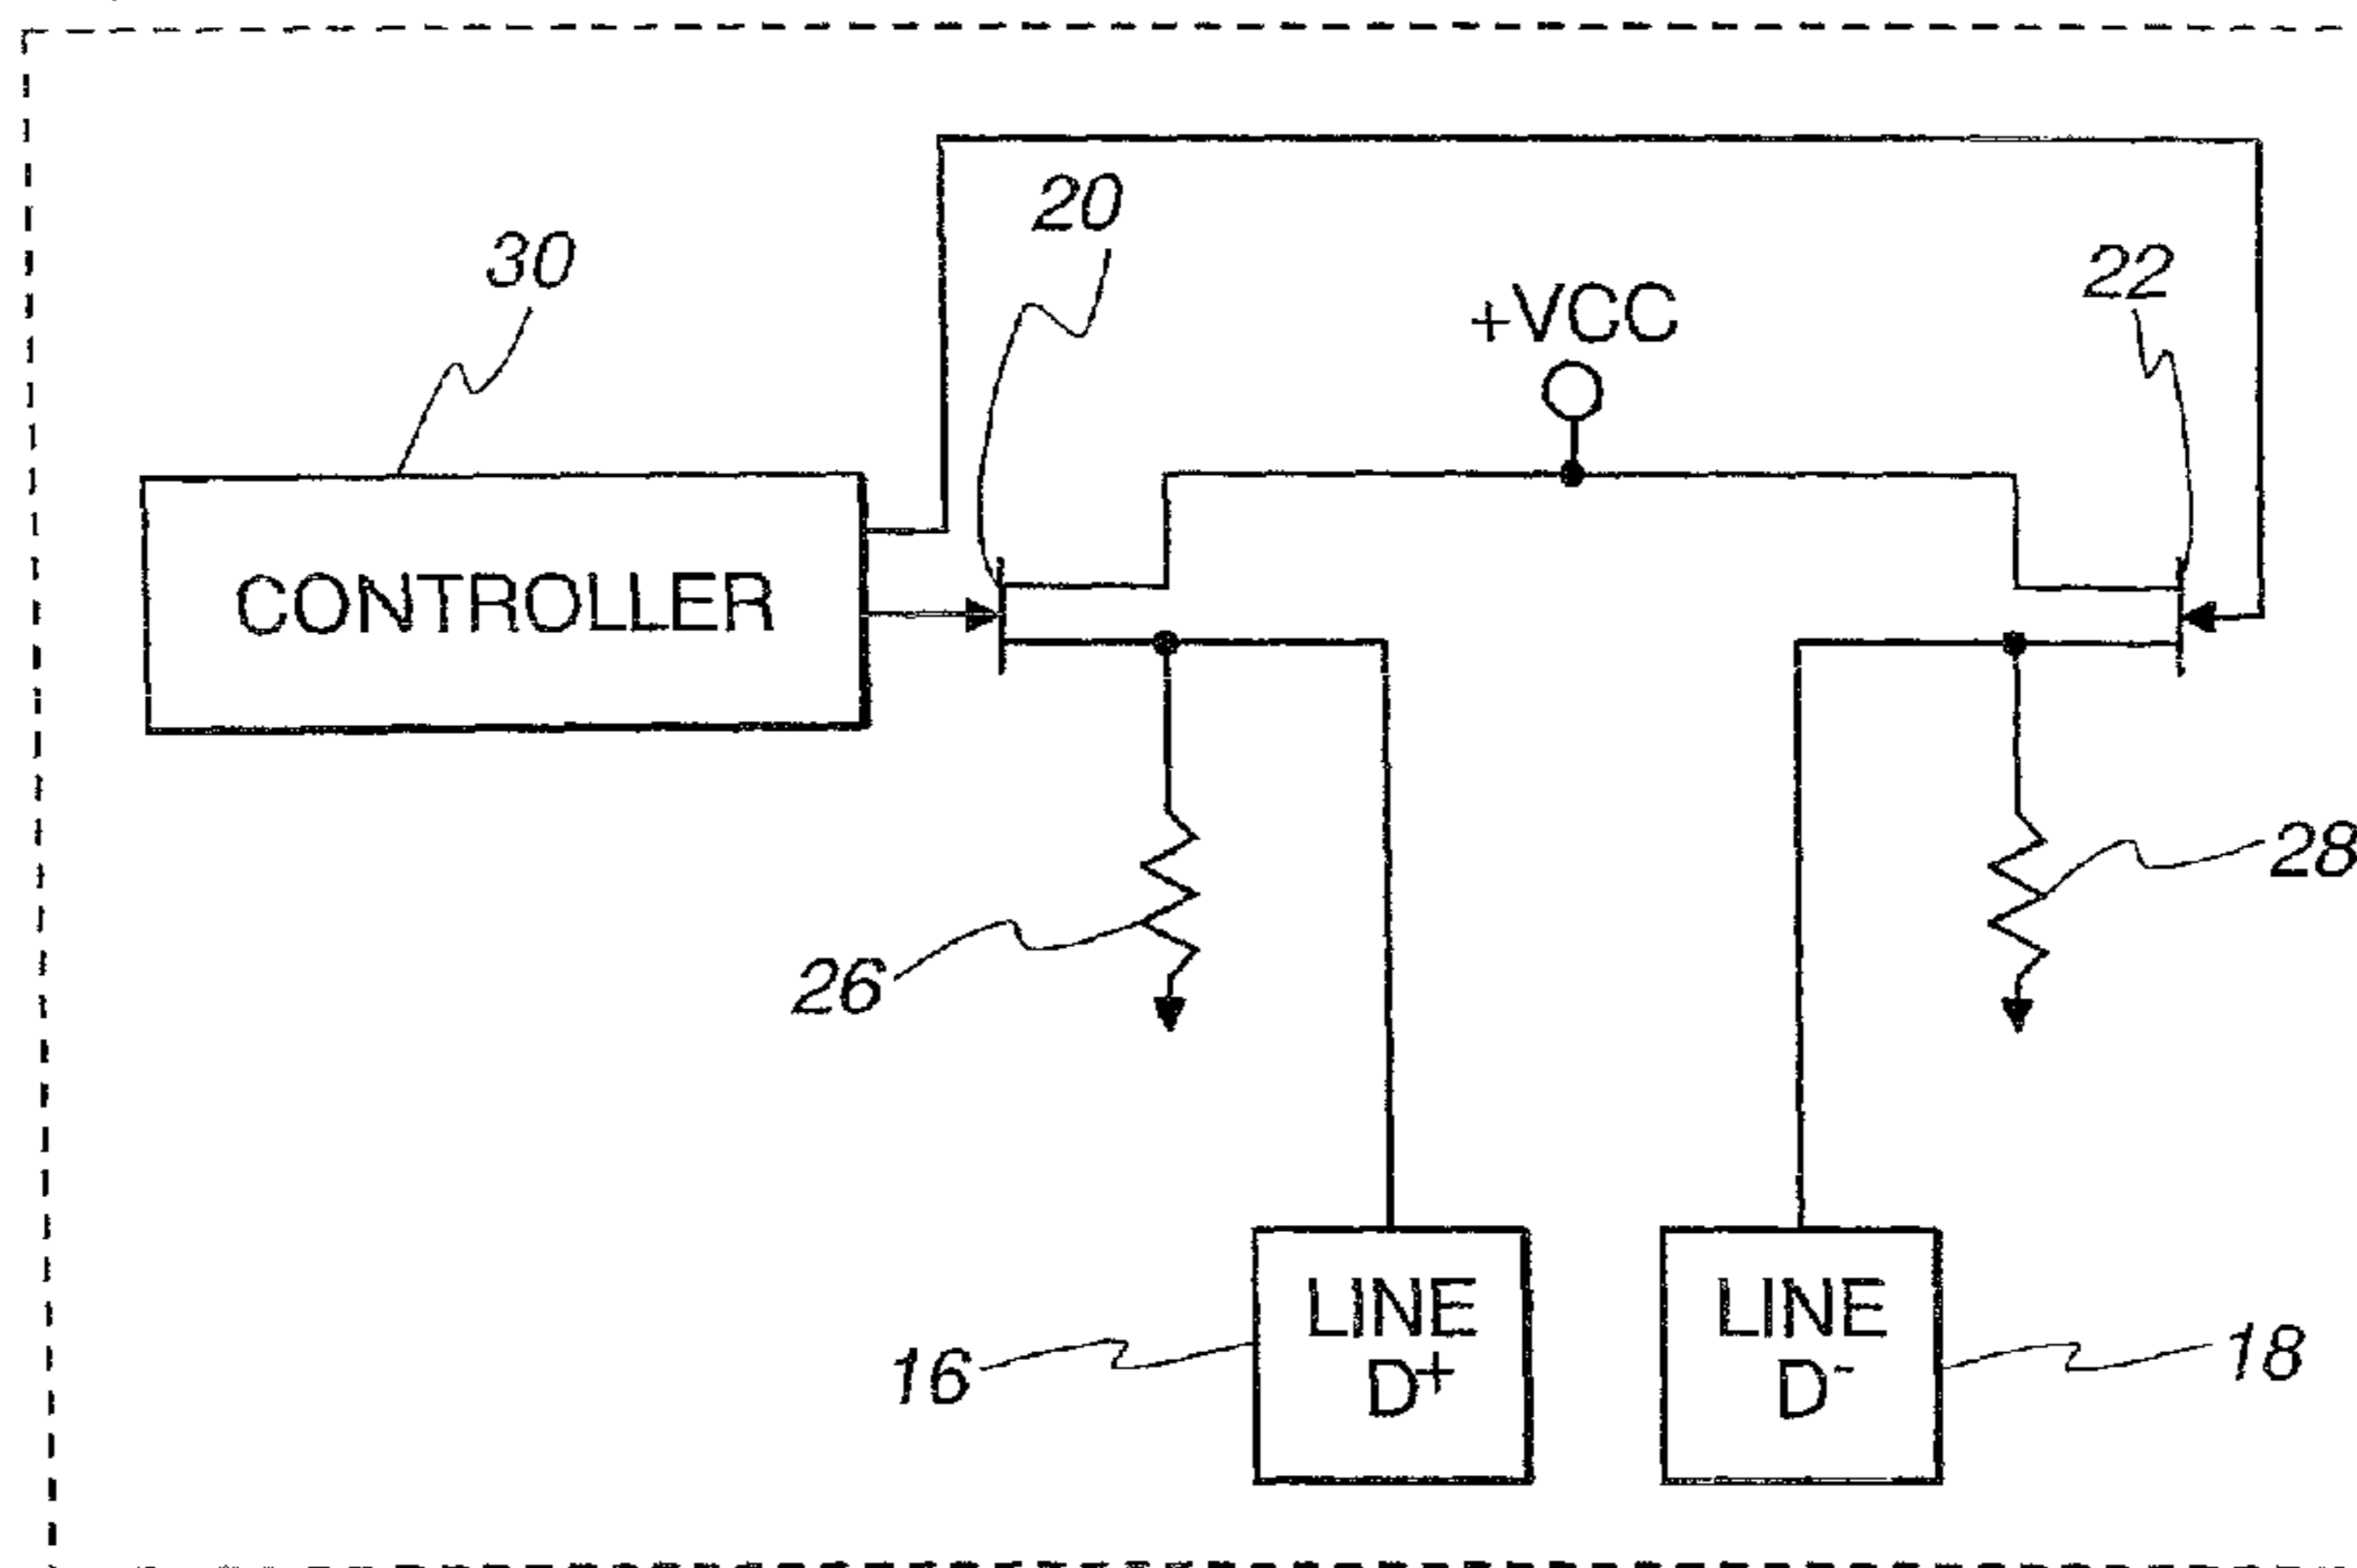 20
30
22
+VCC
CONTROLLER
28
26
LINE
D+
LINE
D-
16
18